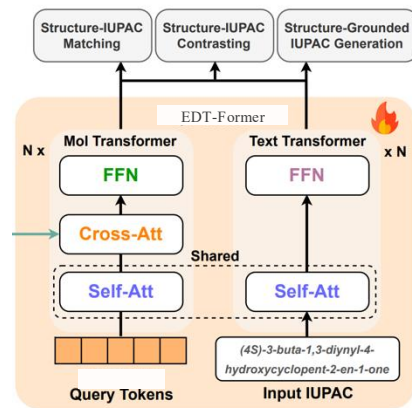 Structure-IUPAC
Matching
Structure-IUPAC
Contrasting
Structure-Grounded
IUPAC Generation
EDT-Former
N x
Mol Transformer
Text Transformer
x N
FFN
FFN
Cross-Att
Shared
Self-Att
Self-Att
(4S)-3-buta-1,3-diynyl-4-
hydroxycyclopent-2-en-1-one
Query Tokens
Input IUPAC